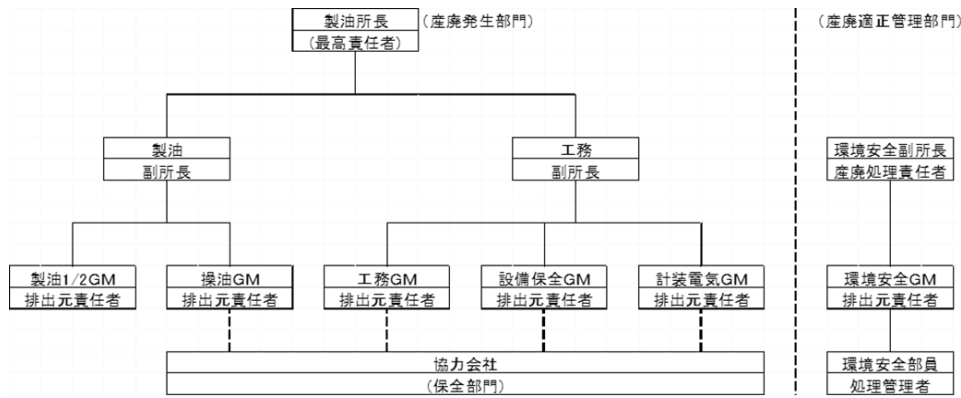 製油所長
(最高責任者)
(産廃発生部門)
(産廃適正管理部門)
製油
副所長
工務
副所長
環境安全副所長
産廃処理責任者
製油1/2GM
排出元責任者
操油GM
排出元責任者
工務GM
排出元責任者
設備保全GM
排出元責任者
計装電気GM
排出元責任者
環境安全GM
排出元責任者
協力会社
(保全部門)
環境安全部員
処理管理者